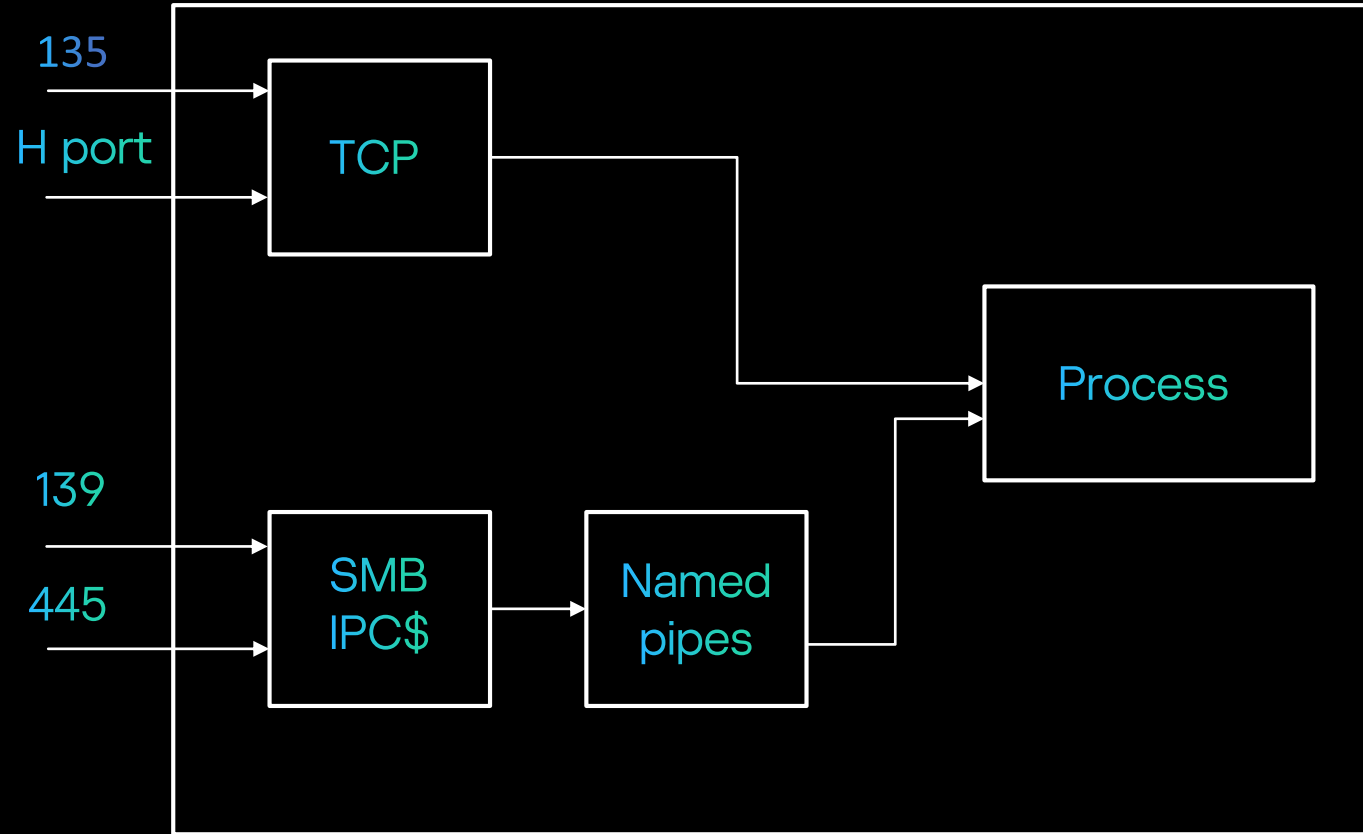 135
H port
TCP
Process
139
445
SMB
IPC$
Named
pipes